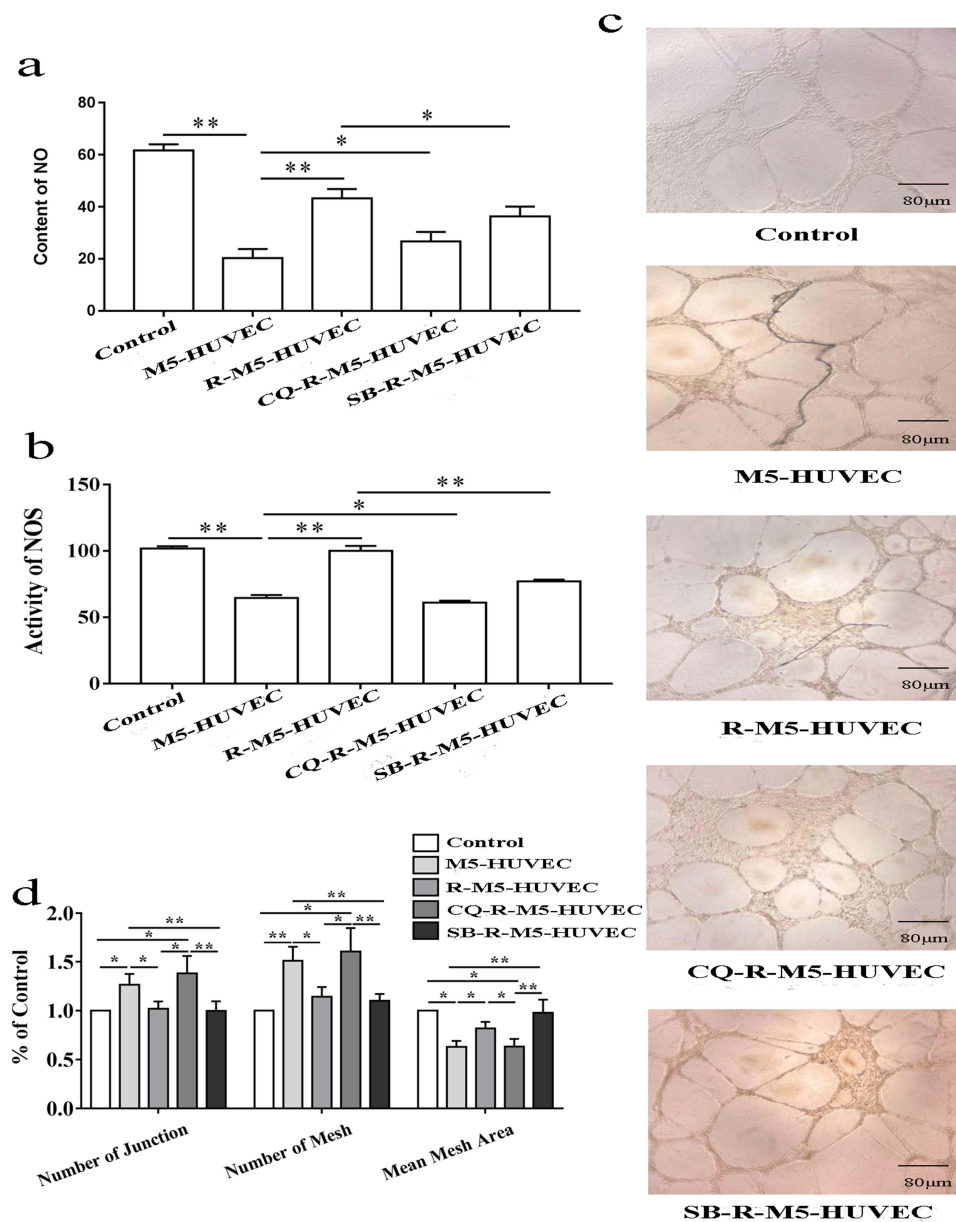 a
Content of NO
80
60
40
20
0
**
**
*
*
Control
M5-HUVEC
R-M5-HUVEC
CQ-R-M5-HUVEC
SB-R-M5-HUVEC
b
Activity of NOS
150
100
50
0
**
**
*
**
Control
M5-HUVEC
R-M5-HUVEC
CQ-R-M5-HUVEC
SB-R-M5-HUVEC
c
80μm
Control
80μm
M5-HUVEC
80μm
R-M5-HUVEC
80μm
CQ-R-M5-HUVEC
80μm
SB-R-M5-HUVEC
d
Control
M5-HUVEC
R-M5-HUVEC
CQ-R-M5-HUVEC
SB-R-M5-HUVEC
% of Control
2.0
1.5
1.0
0.5
0.0
**
*
* * * **
**
*
** * * **
**
*
* * * **
Number of Junction
Number of Mesh
Mean Mesh Area